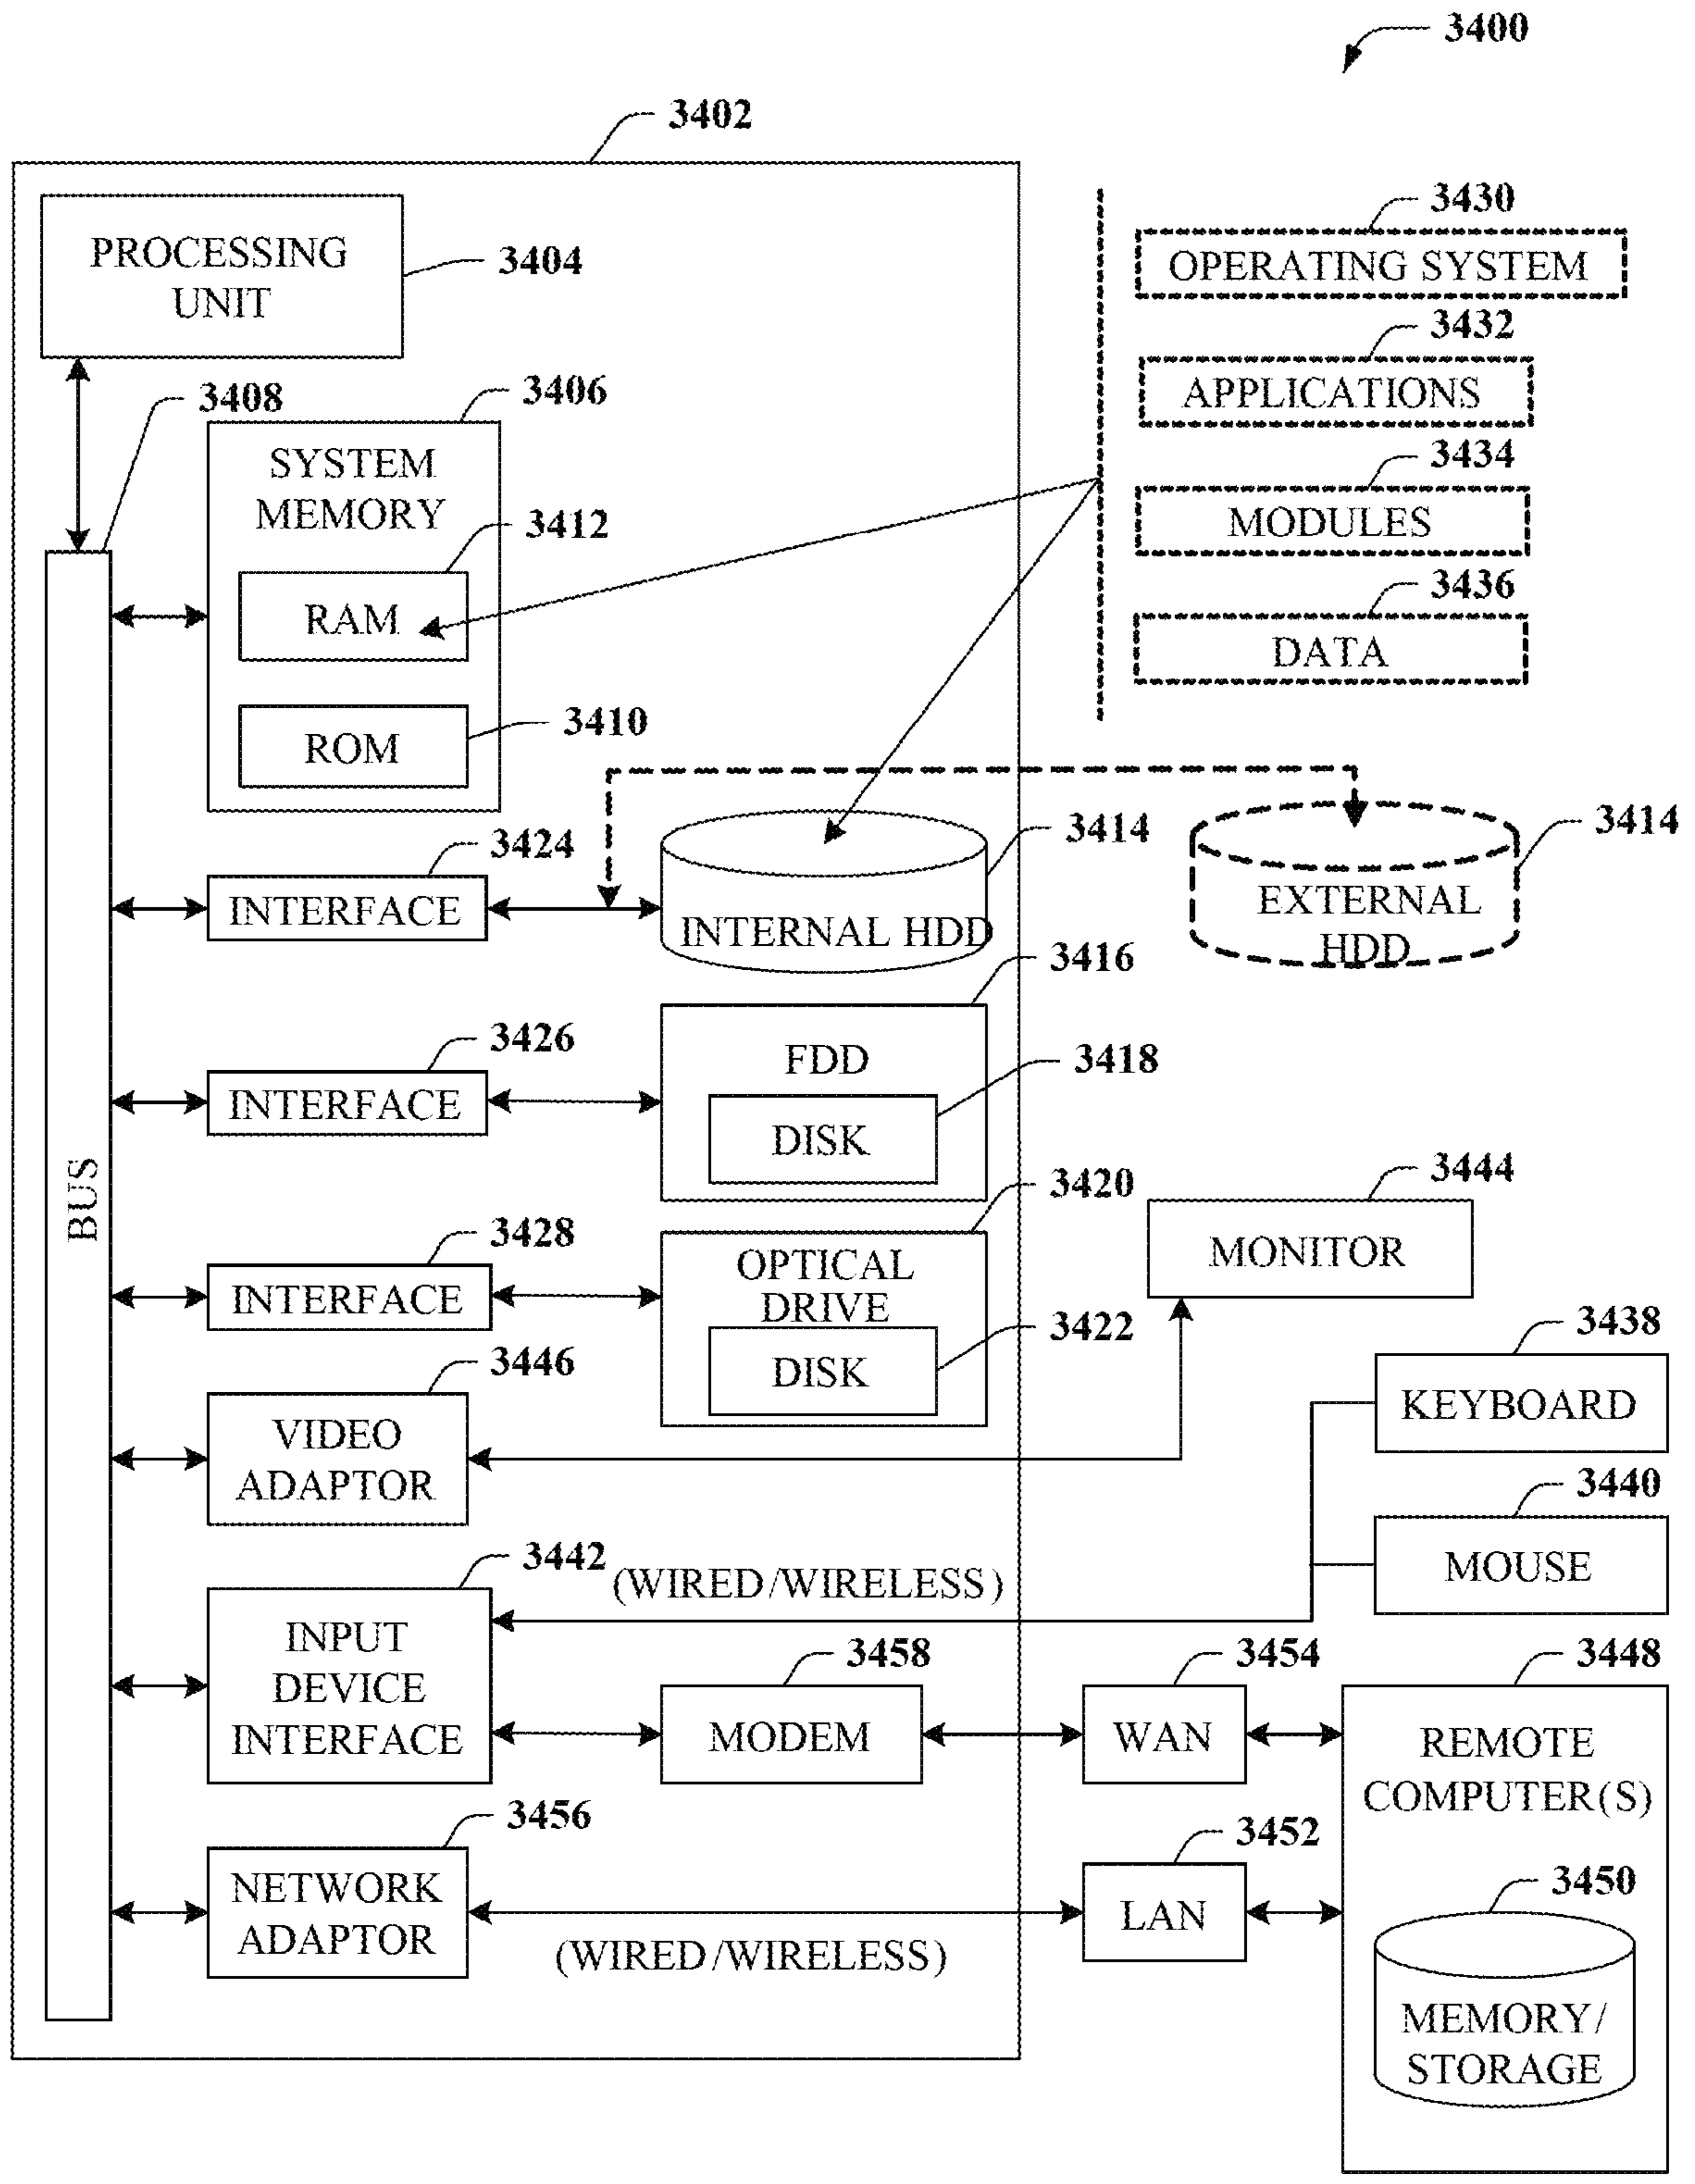 3400
3402
PROCESSING
UNIT
3404
3430
OPERATING SYSTEM
3432
APPLICATIONS
3434
MODULES
3436
DATA
3408
3406
SYSTEM
MEMORY
3412
RAM
3410
ROM
3424
INTERFACE
3414
INTERNAL HDD
3414
EXTERNAL
HDD
3426
INTERFACE
3416
FDD
3418
DISK
BUS
3428
INTERFACE
3420
OPTICAL
DRIVE
3422
DISK
3444
MONITOR
3446
VIDEO
ADAPTOR
3438
KEYBOARD
3440
MOUSE
3442
(WIRED/WIRELESS)
INPUT
DEVICE
INTERFACE
3458
MODEM
3454
WAN
3448
REMOTE
COMPUTER(S)
3456
NETWORK
ADAPTOR
(WIRED/WIRELESS)
3452
LAN
3450
MEMORY/
STORAGE